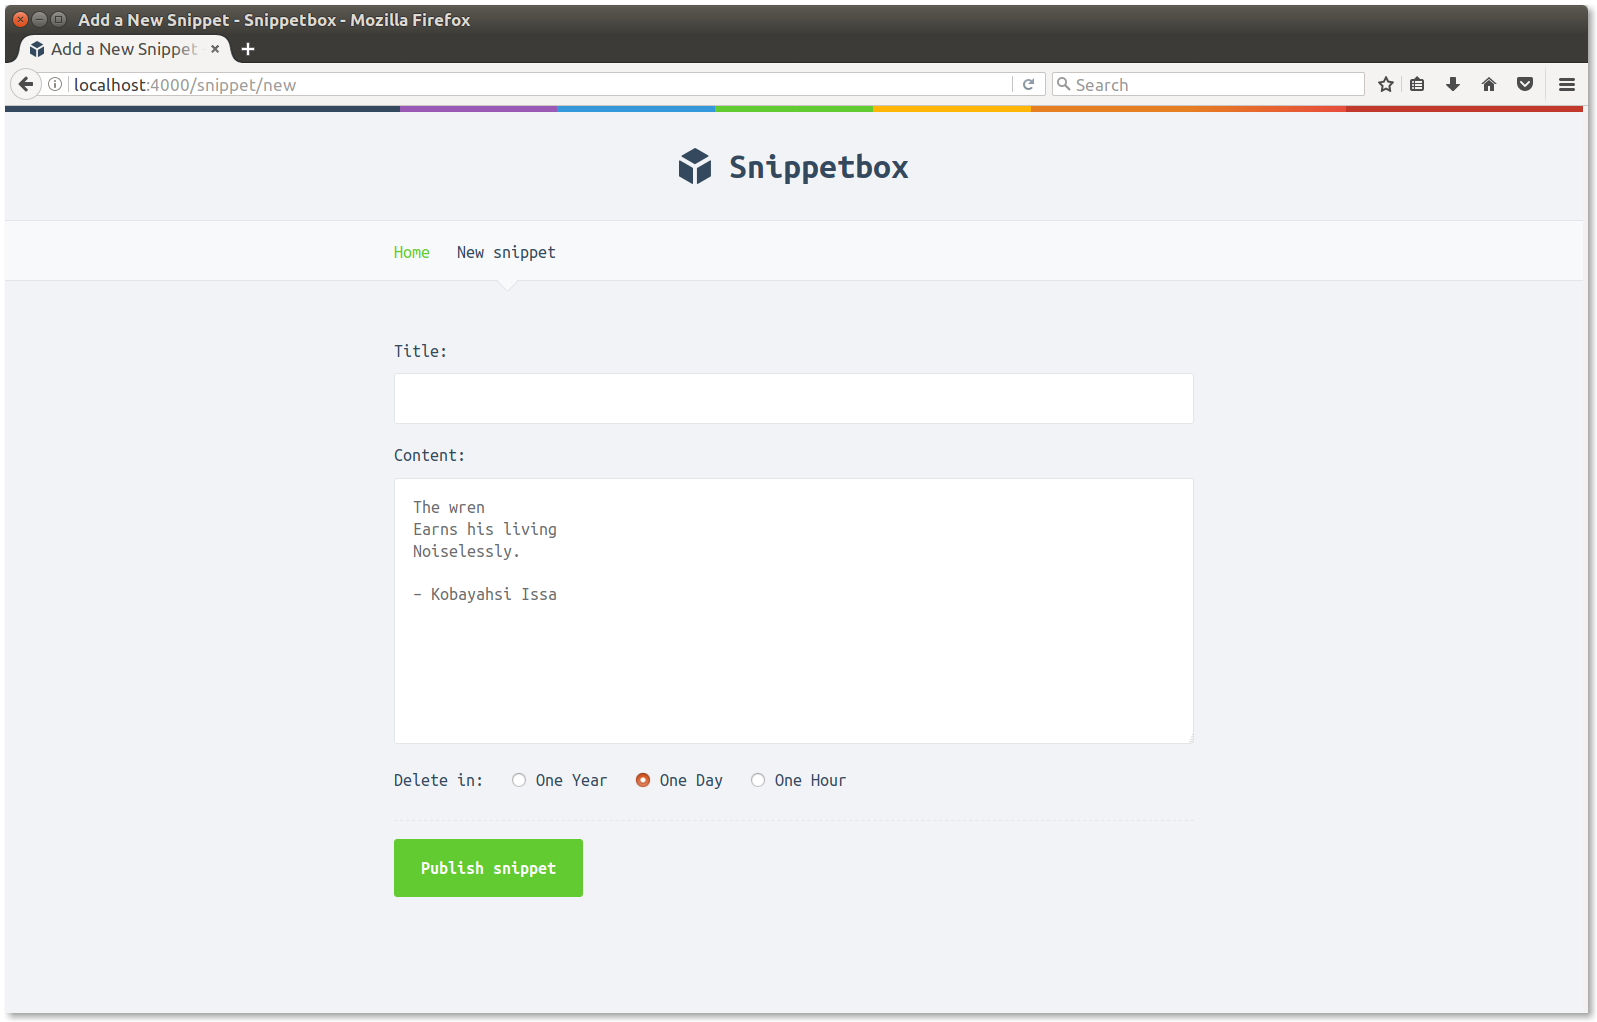 Add a New Snippet - Snippetbox - Mozilla Firefox
Add a New Snippet
localhost:4000/snippet/new
Search
Snippetbox
Home New snippet
Title:
Content:
The wren
Earns his living
Noiselessly.
- Kobayahsi Issa
Delete in: One Year One Day One Hour
Publish snippet